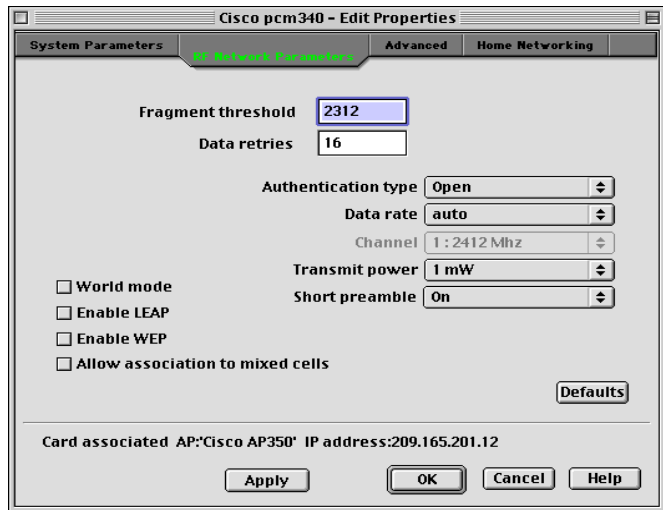 Cisco pcm340 - Edit Properties
System Parameters RF Network Parameters Advanced Home Networking
Fragment threshold 2312
Data retries 16
Authentication type Open
Data rate auto
Channel 1 : 2412 Mhz
Transmit power 1 mW
Short preamble On
World mode
Enable LEAP
Enable WEP
Allow association to mixed cells
Defaults
Card associated AP:'Cisco AP350' IP address:209.165.201.12
Apply OK Cancel Help